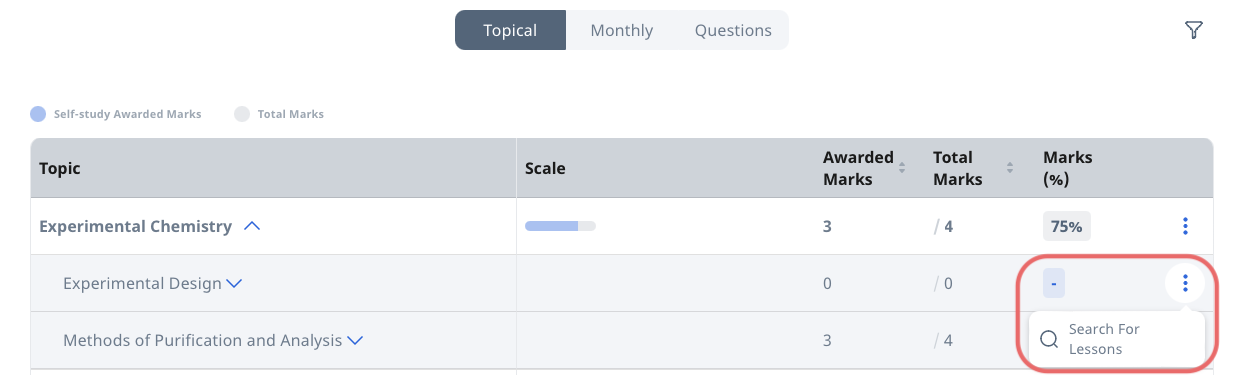 Topical Monthly Questions
Self-study Awarded Marks Total Marks
Topic Scale Awarded Marks Total Marks Marks (%)
Experimental Chemistry 3 / 4 75%
Experimental Design 0 / 0 -
Methods of Purification and Analysis 3 / 4
Search For
Lessons